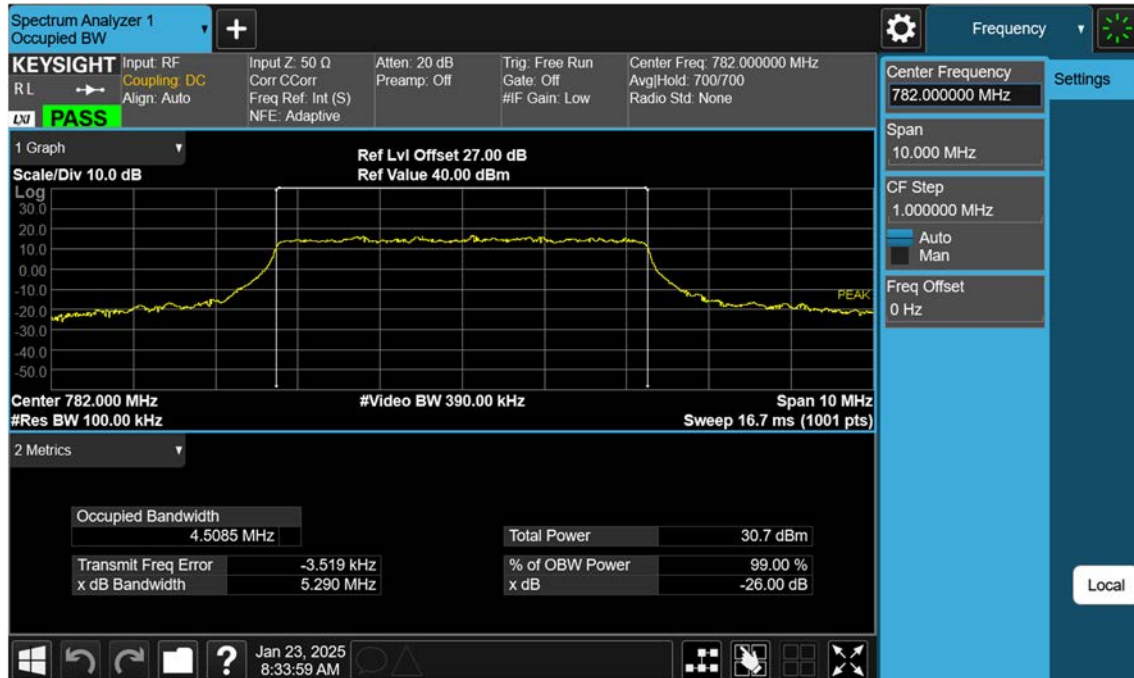 Spectrum Analyzer 1
Occupied BW
Frequency
KEYSIGHT
RL
LXI
PASS
Input: RF
Coupling: DC
Align: Auto
Input Z: 50 Ω
Corr CCorr
Freq Ref: Int (S)
NFE: Adaptive
Atten: 20 dB
Preamp: Off
Trig: Free Run
Gate: Off
#IF Gain: Low
Center Freq: 782.000000 MHz
Avg|Hold: 700/700
Radio Std: None
Center Frequency
782.000000 MHz
Settings
Span
10.000 MHz
CF Step
1.000000 MHz
Auto
Man
Freq Offset
0 Hz
Local
1 Graph
Scale/Div 10.0 dB
Ref Lvl Offset 27.00 dB
Ref Value 40.00 dBm
Log
30.0
20.0
10.0
0.00
-10.0
-20.0
-30.0
-40.0
-50.0
PEAK
Center 782.000 MHz
#Video BW 390.00 kHz
Span 10 MHz
#Res BW 100.00 kHz
Sweep 16.7 ms (1001 pts)
2 Metrics
Occupied Bandwidth
4.5085 MHz
Total Power 30.7 dBm
Transmit Freq Error -3.519 kHz
% of OBW Power 99.00 %
x dB Bandwidth 5.290 MHz
x dB -26.00 dB
?
Jan 23, 2025
8:33:59 AM